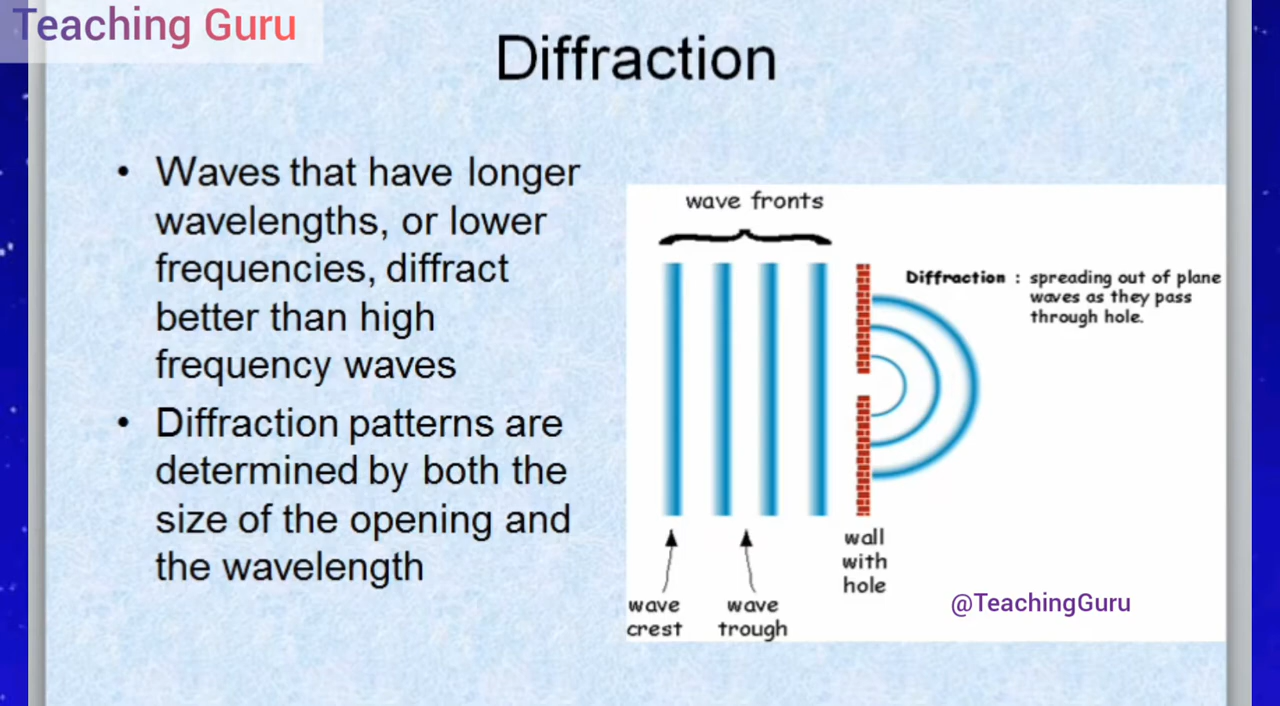 Teaching Guru
Diffraction
• Waves that have longer
wavelengths, or lower
frequencies, diffract
better than high
frequency waves
• Diffraction patterns are
determined by both the
size of the opening and
the wavelength
wave fronts
Diffraction : spreading out of plane
waves as they pass
through hole.
wall
with
hole
wave
crest
wave
trough
@TeachingGuru